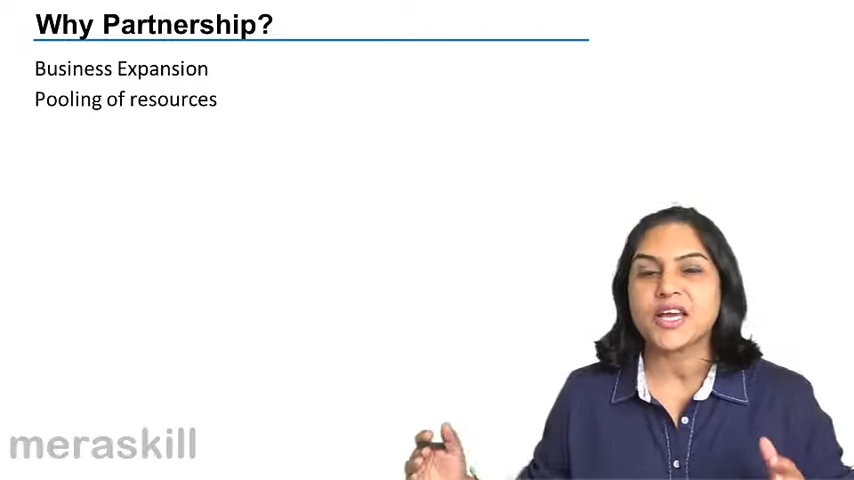 Why Partnership?
Business Expansion
Pooling of resources
meraskill